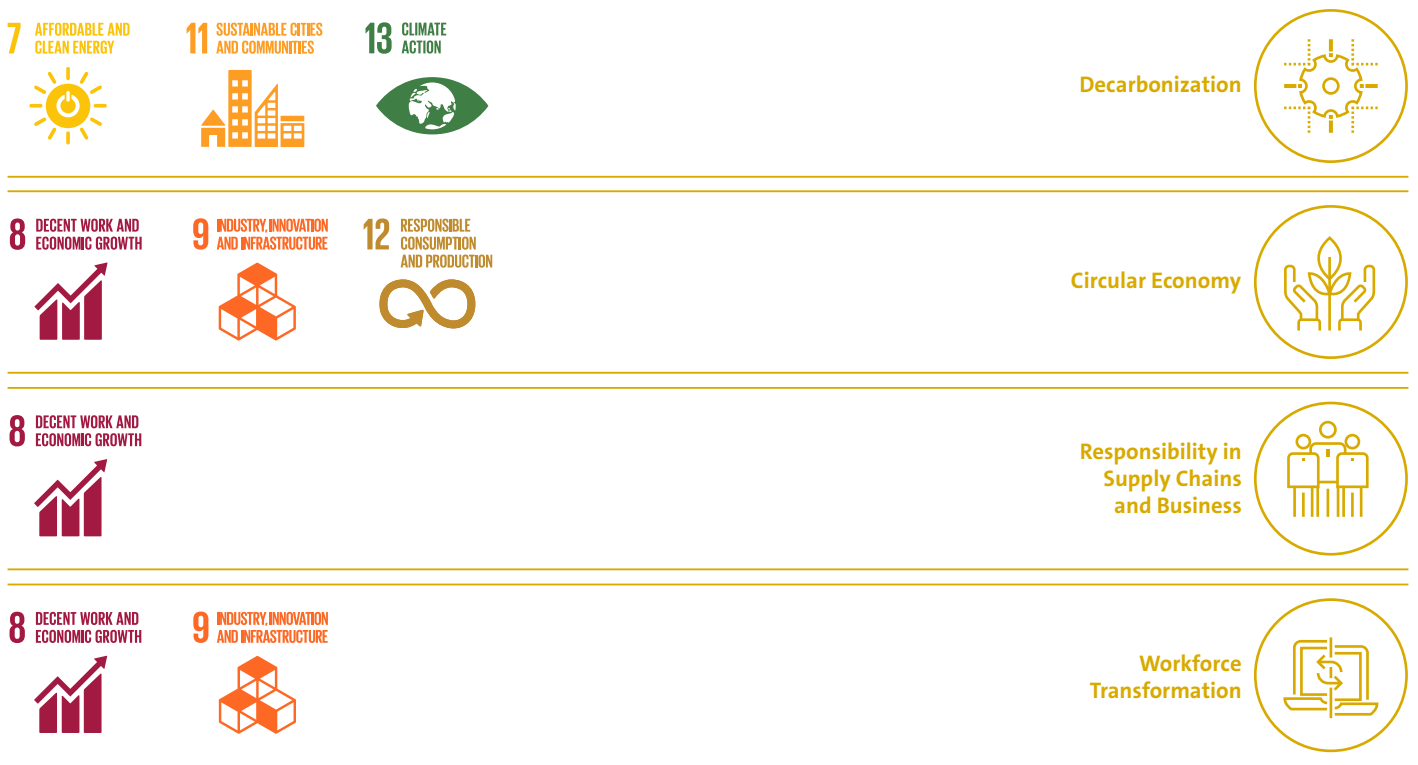 7 AFFORDABLE AND
CLEAN ENERGY
11 SUSTAINABLE CITIES
AND COMMUNITIES
13 CLIMATE
ACTION
Decarbonization
8 DECENT WORK AND
ECONOMIC GROWTH
9 INDUSTRY, INNOVATION
AND INFRASTRUCTURE
12 RESPONSIBLE
CONSUMPTION
AND PRODUCTION
Circular Economy
8 DECENT WORK AND
ECONOMIC GROWTH
Responsibility in
Supply Chains
and Business
8 DECENT WORK AND
ECONOMIC GROWTH
9 INDUSTRY, INNOVATION
AND INFRASTRUCTURE
Workforce
Transformation